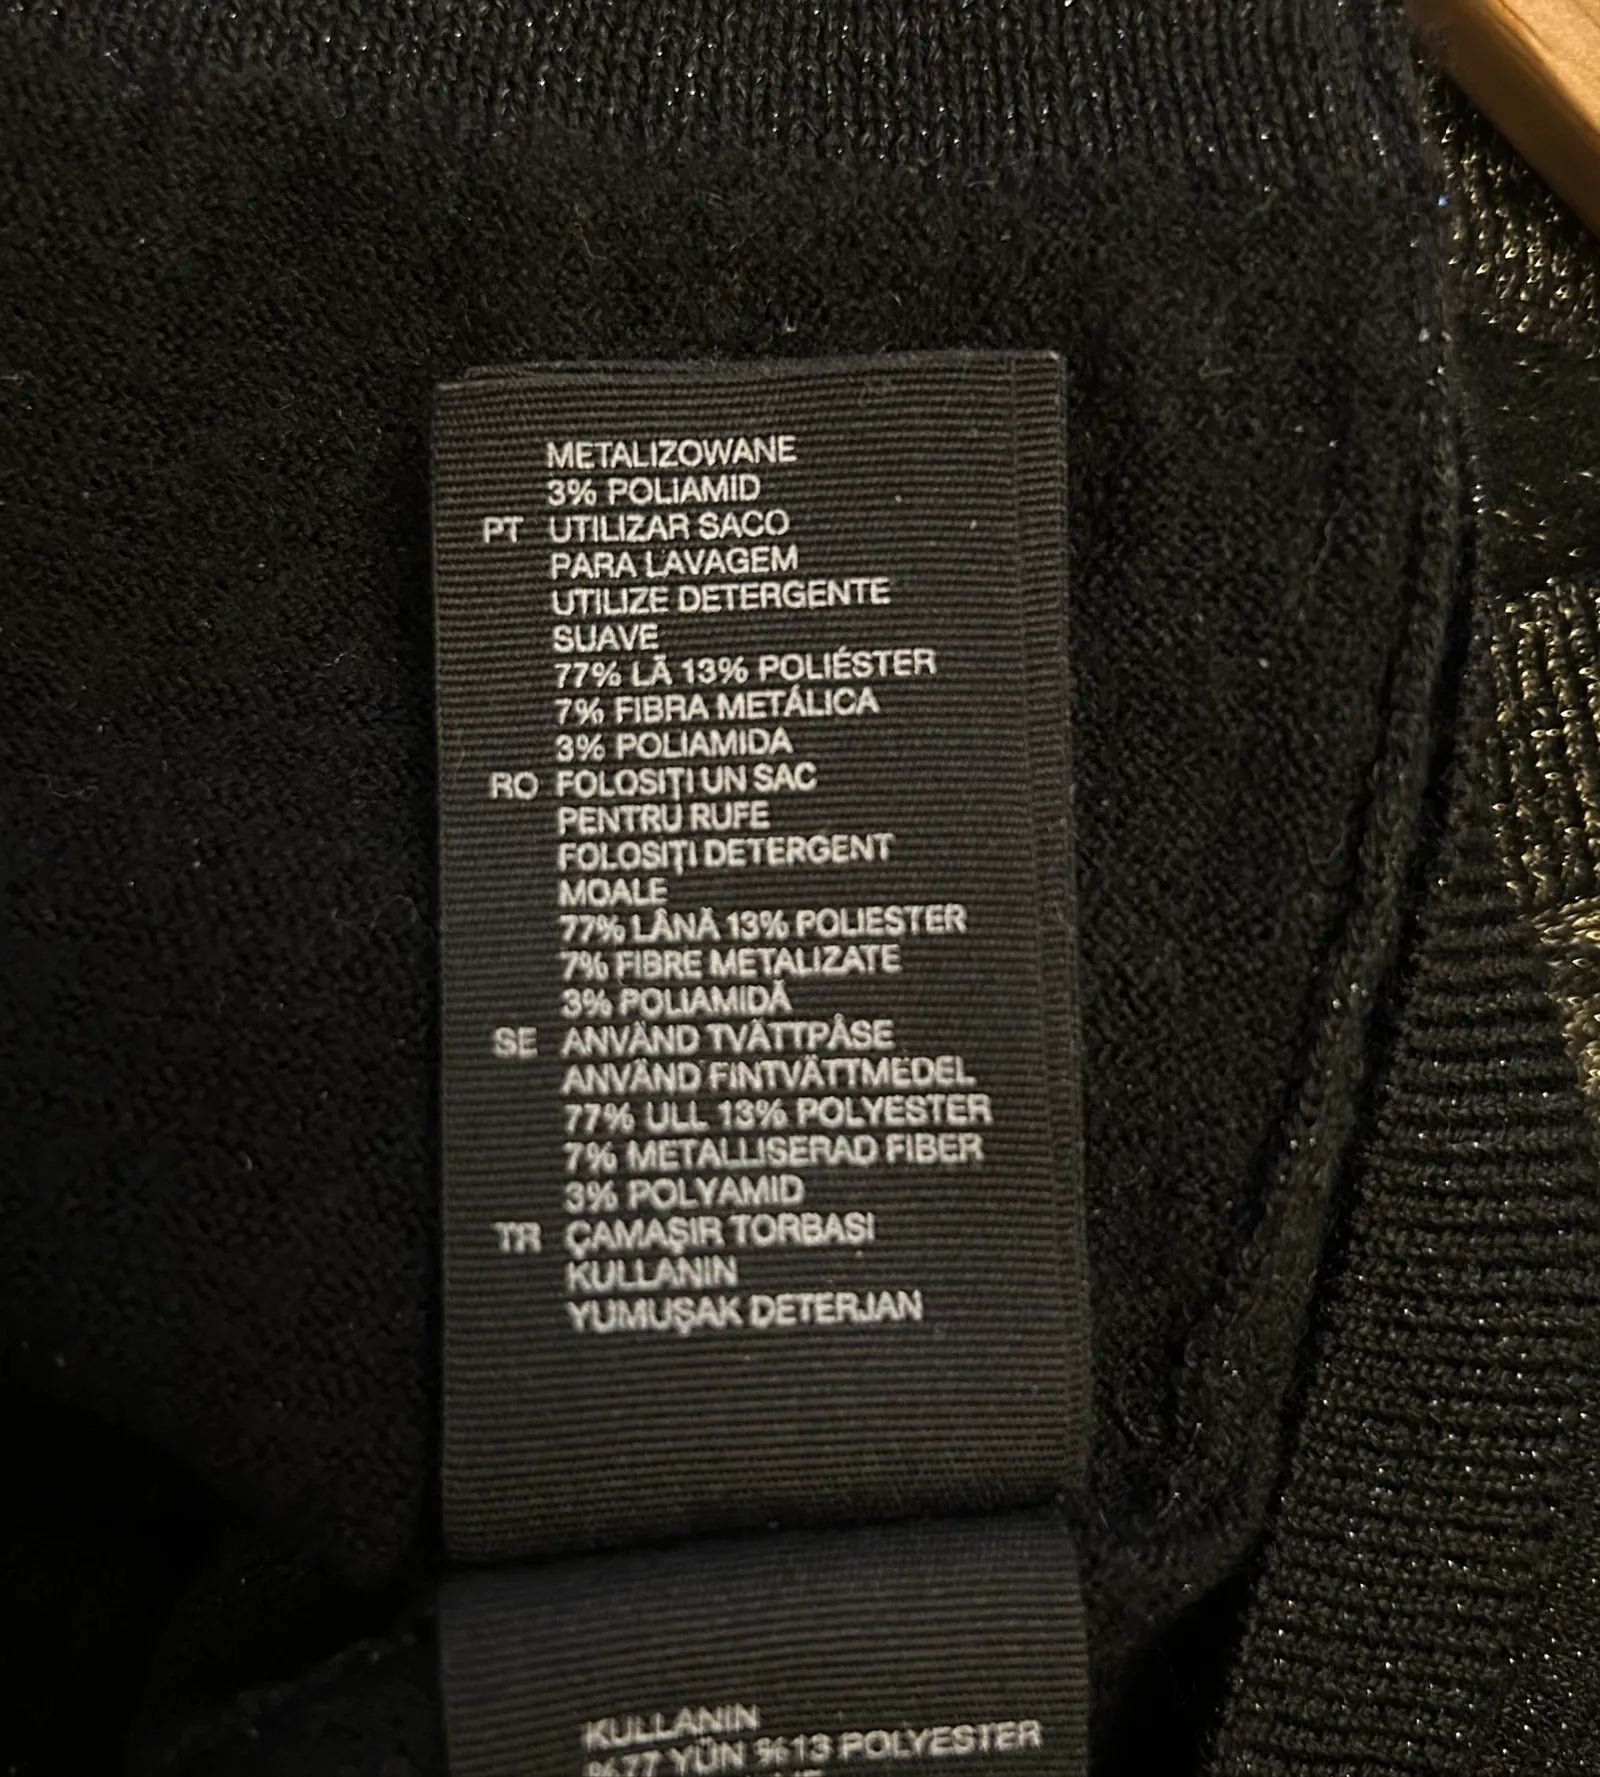 METALIZOWANE
3% POLIAMID
PT UTILIZAR SACO
PARA LAVAGEM
UTILIZE DETERGENTE
SUAVE
77% LÃ 13% POLIÉSTER
7% FIBRA METÁLICA
3% POLIAMIDA
RO FOLOSIȚI UN SAC
PENTRU RUFE
FOLOSIȚI DETERGENT
MOALE
77% LÂNĂ 13% POLIESTER
7% FIBRE METALIZATE
3% POLIAMIDĂ
SE ANVÄND TVÄTTPÅSE
ANVÄND FINTVÄTTMEDEL
77% ULL 13% POLYESTER
7% METALLISERAD FIBER
3% POLYAMID
TR ÇAMAŞIR TORBASI
KULLANIN
YUMUŞAK DETERJAN
KULLANIN
%77 YÜN %13 POLYESTER